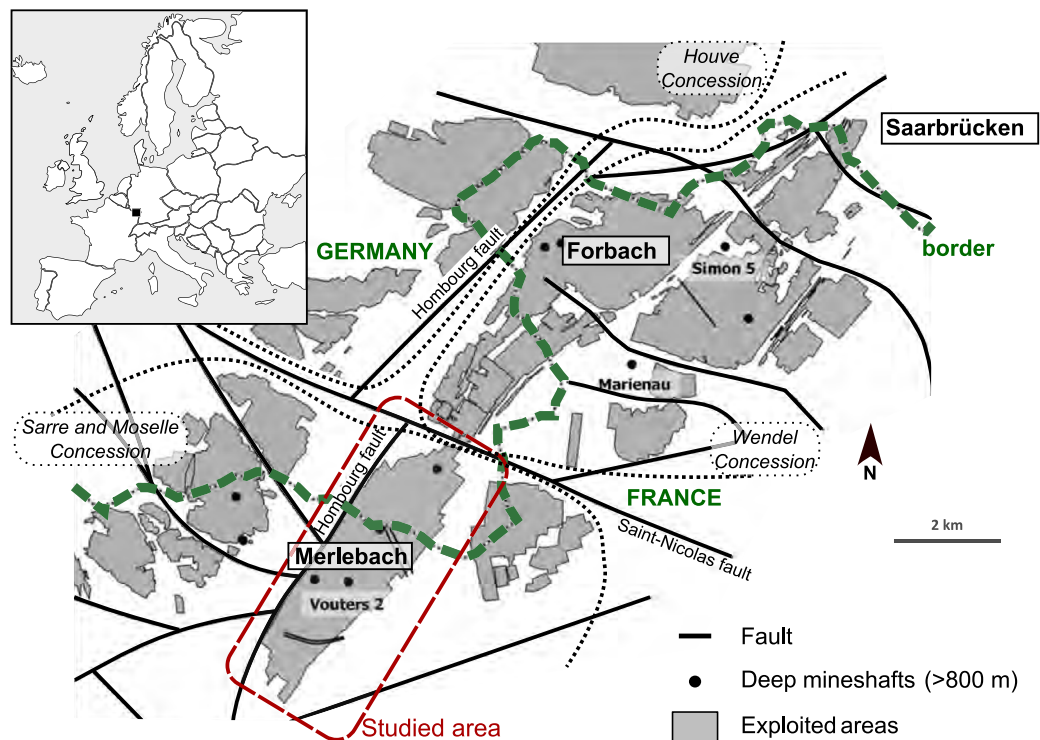 Houve
Concession
Saarbrücken
GERMANY
Hombourg fault
Forbach
Simon 5
border
Marienau
Sarre and Moselle
Concession
Hombourg fault
Wendel
Concession
N
FRANCE
2 km
Saint-Nicolas fault
Merlebach
Vouters 2
Fault
Deep mineshafts (>800 m)
Studied area
Exploited areas